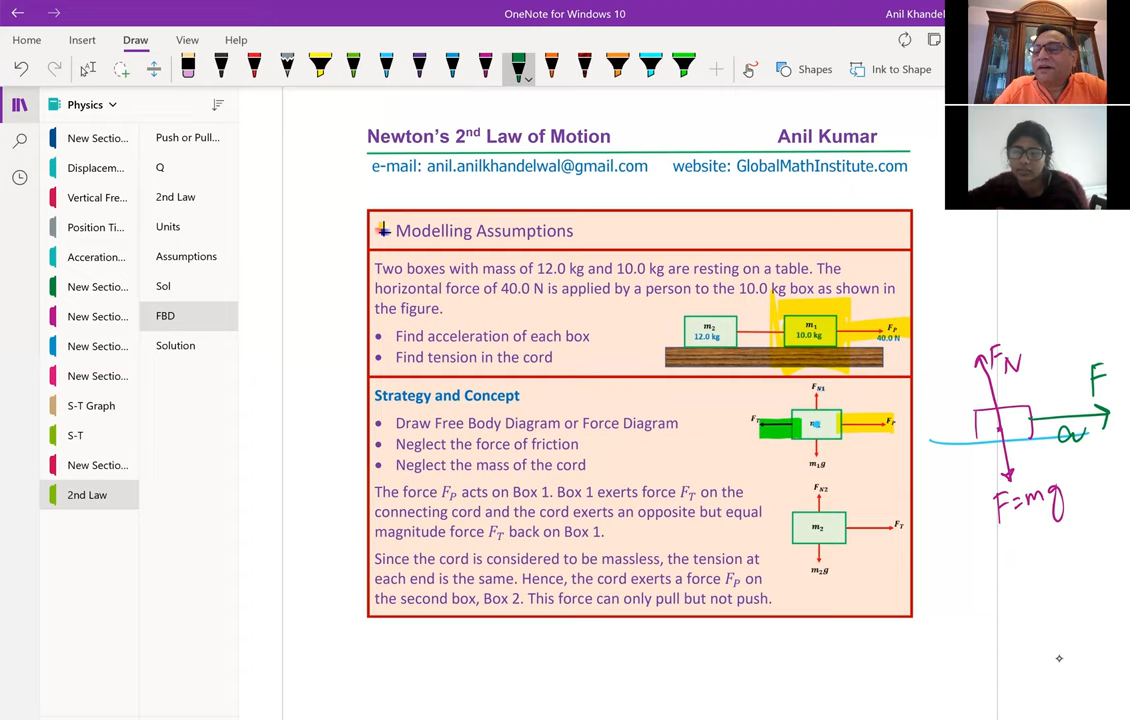 OneNote for Windows 10
Anil Khandel
Home Insert Draw View Help
Shapes Ink to Shape
Physics
New Sectio...
Displacem...
Vertical Fre...
Position Ti...
Acceration...
New Sectio...
New Sectio...
New Sectio...
New Sectio...
S-T Graph
S-T
New Sectio...
2nd Law
Push or Pull...
Q
2nd Law
Units
Assumptions
Sol
FBD
Solution
Newton's 2nd Law of Motion Anil Kumar
e-mail: anil.anilkhandelwal@gmail.com website: GlobalMathInstitute.com
Modelling Assumptions
Two boxes with mass of 12.0 kg and 10.0 kg are resting on a table. The
horizontal force of 40.0 N is applied by a person to the 10.0 kg box as shown in
the figure.
• Find acceleration of each box
• Find tension in the cord
m2
12.0 kg
m1
10.0 kg
FP
40.0 N
Strategy and Concept
• Draw Free Body Diagram or Force Diagram
• Neglect the force of friction
• Neglect the mass of the cord
The force FP acts on Box 1. Box 1 exerts force FT on the
connecting cord and the cord exerts an opposite but equal
magnitude force FT back on Box 1.
Since the cord is considered to be massless, the tension at
each end is the same. Hence, the cord exerts a force FP on
the second box, Box 2. This force can only pull but not push.
FN1
FP
m1g
FN2
m2
FT
m2g
FN
F
a
F=mg